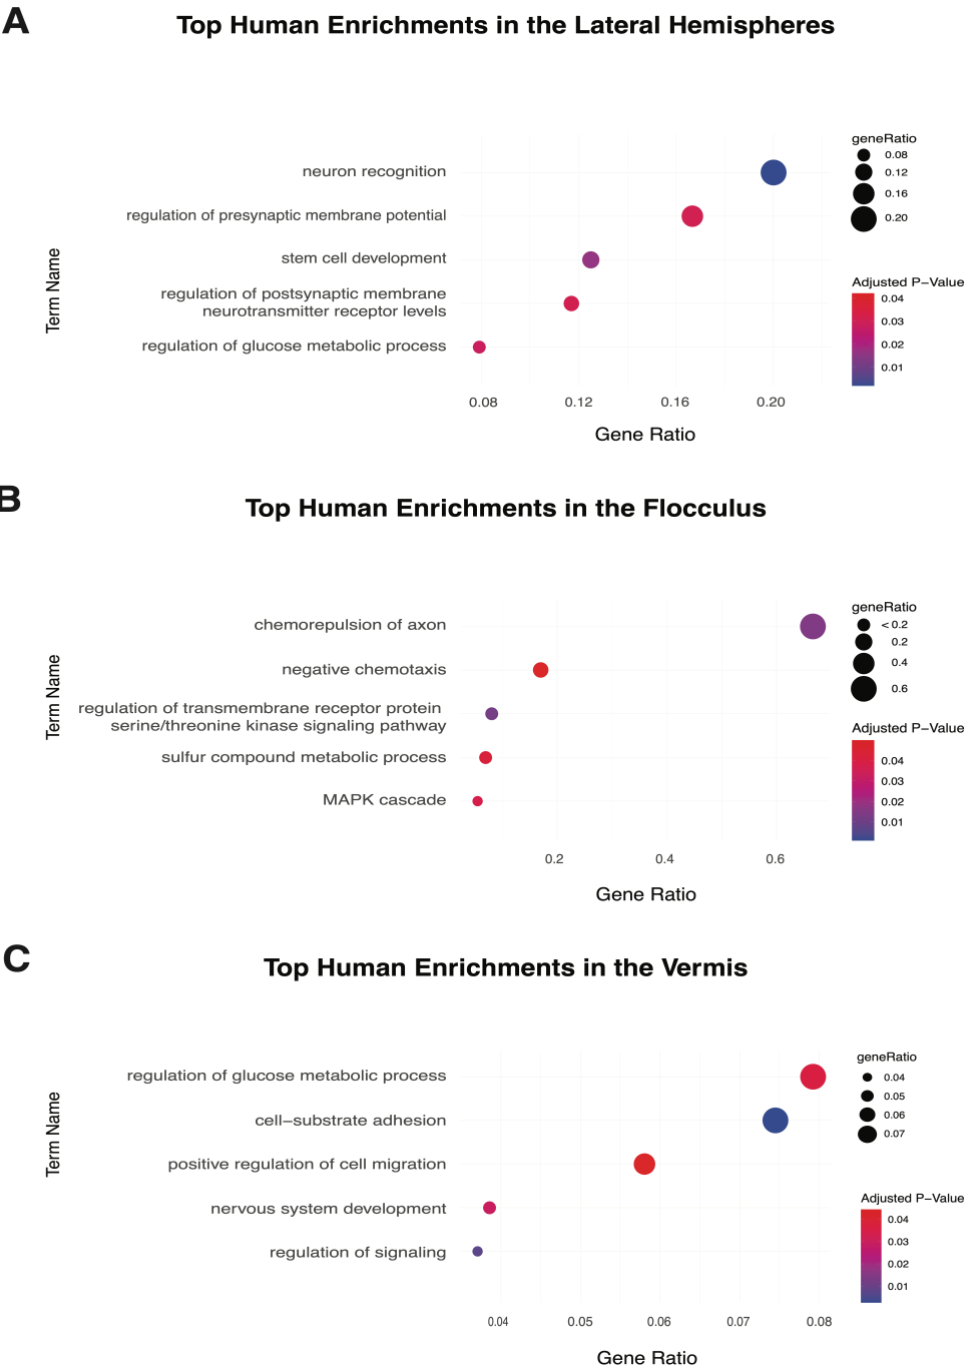 A
Top Human Enrichments in the Lateral Hemispheres
Term Name
neuron recognition
regulation of presynaptic membrane potential
stem cell development
regulation of postsynaptic membrane
neurotransmitter receptor levels
regulation of glucose metabolic process
0.08 0.12 0.16 0.20
Gene Ratio
geneRatio
0.08
0.12
0.16
0.20
Adjusted P-Value
0.04
0.03
0.02
0.01
B
Top Human Enrichments in the Flocculus
Term Name
chemorepulsion of axon
negative chemotaxis
regulation of transmembrane receptor protein
serine/threonine kinase signaling pathway
sulfur compound metabolic process
MAPK cascade
0.2 0.4 0.6
Gene Ratio
geneRatio
< 0.2
0.2
0.4
0.6
Adjusted P-Value
0.04
0.03
0.02
0.01
C
Top Human Enrichments in the Vermis
Term Name
regulation of glucose metabolic process
cell-substrate adhesion
positive regulation of cell migration
nervous system development
regulation of signaling
0.04 0.05 0.06 0.07 0.08
Gene Ratio
geneRatio
0.04
0.05
0.06
0.07
Adjusted P-Value
0.04
0.03
0.02
0.01